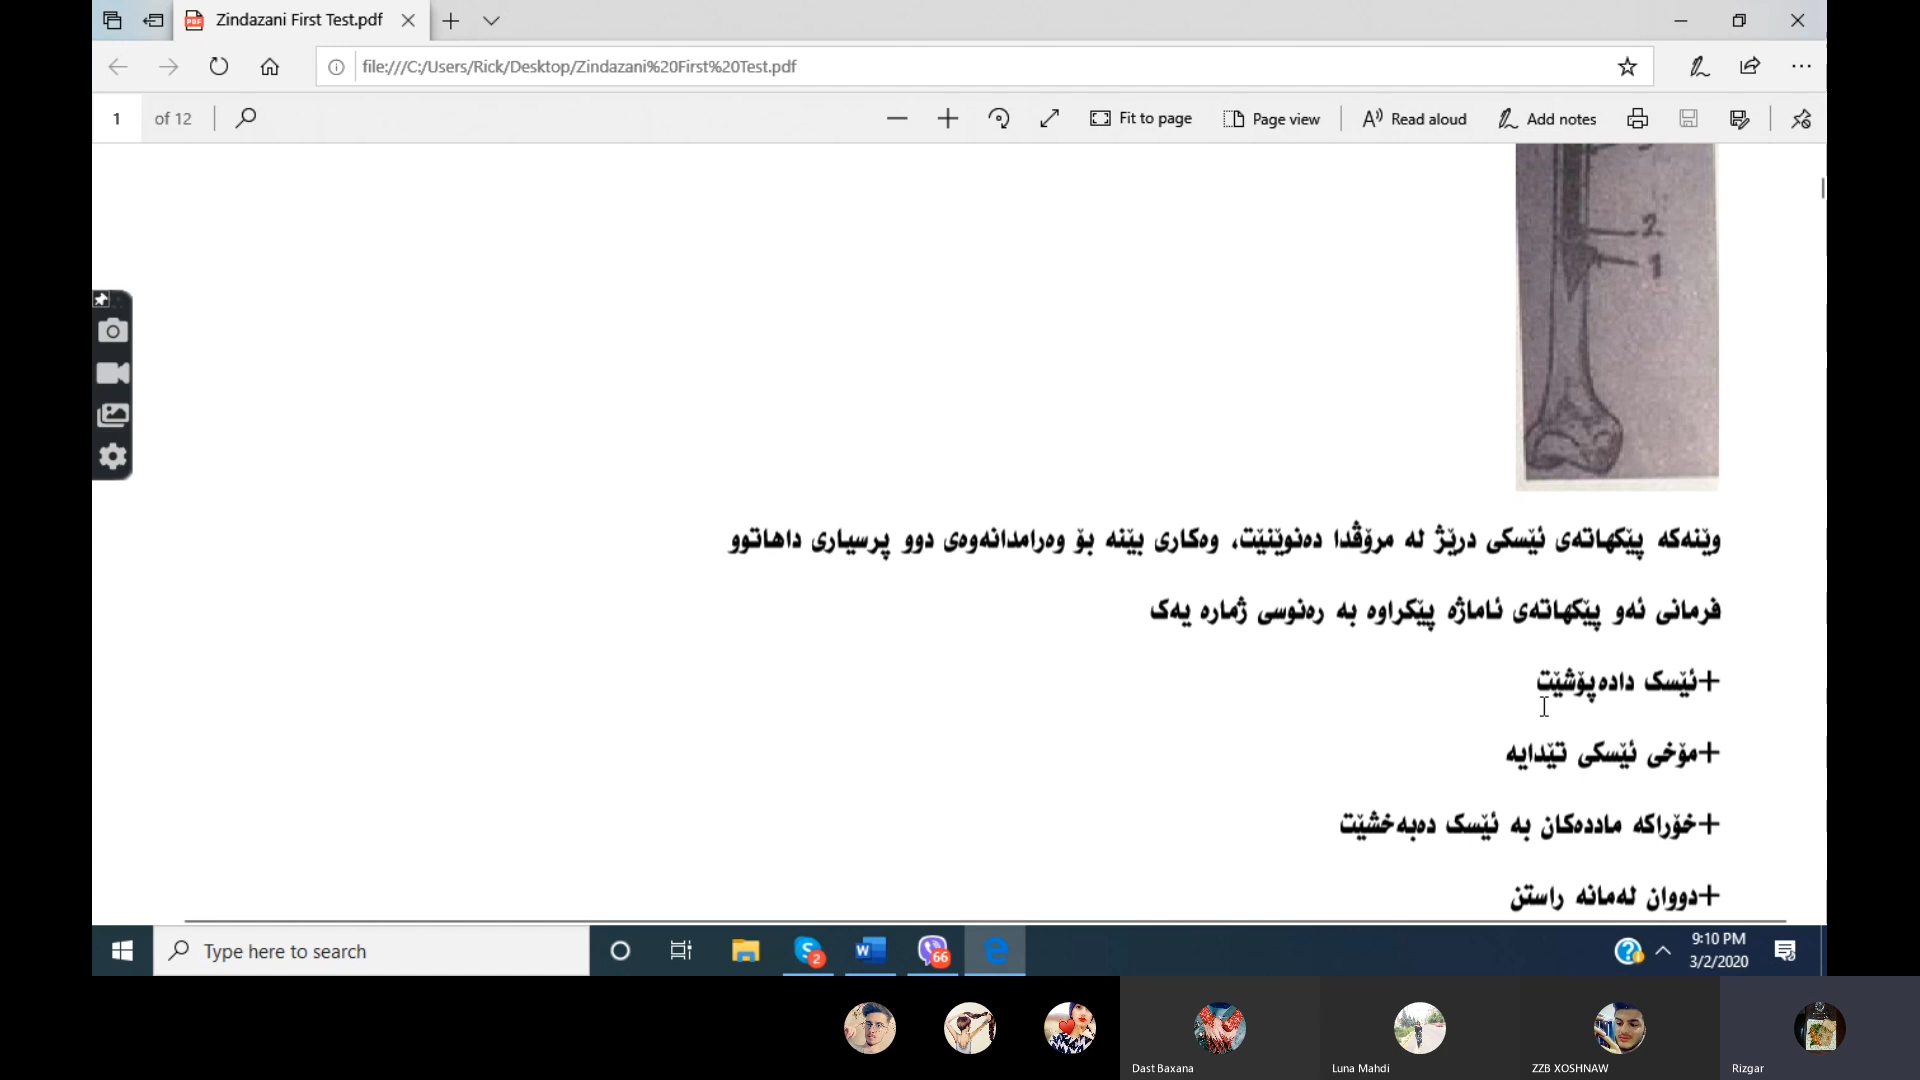 Zindazani First Test.pdf
file:///C:/Users/Rick/Desktop/Zindazani%20First%20Test.pdf
1 of 12 Fit to page Page view Read aloud Add notes
2
1
وێنەکە پێکهاتەی ئێسکی درێژ لە مرۆڤدا دەنوێنێت، وەکاری بێنە بۆ وەرامدانەوەی دوو پرسیاری داهاتوو
فرمانی ئەو پێکهاتەی ئاماژە پێکراوە بە رەنوسی ژمارە یەک
+ئێسک دادەپۆشێت
+مۆخی ئێسکی تێدایە
+خۆراکە ماددەکان بە ئێسک دەبەخشێت
+دووان لەمانە راستن
Type here to search
2
66
9:10 PM
3/2/2020
Dast Baxana Luna Mahdi ZZB XOSHNAW Rizgar